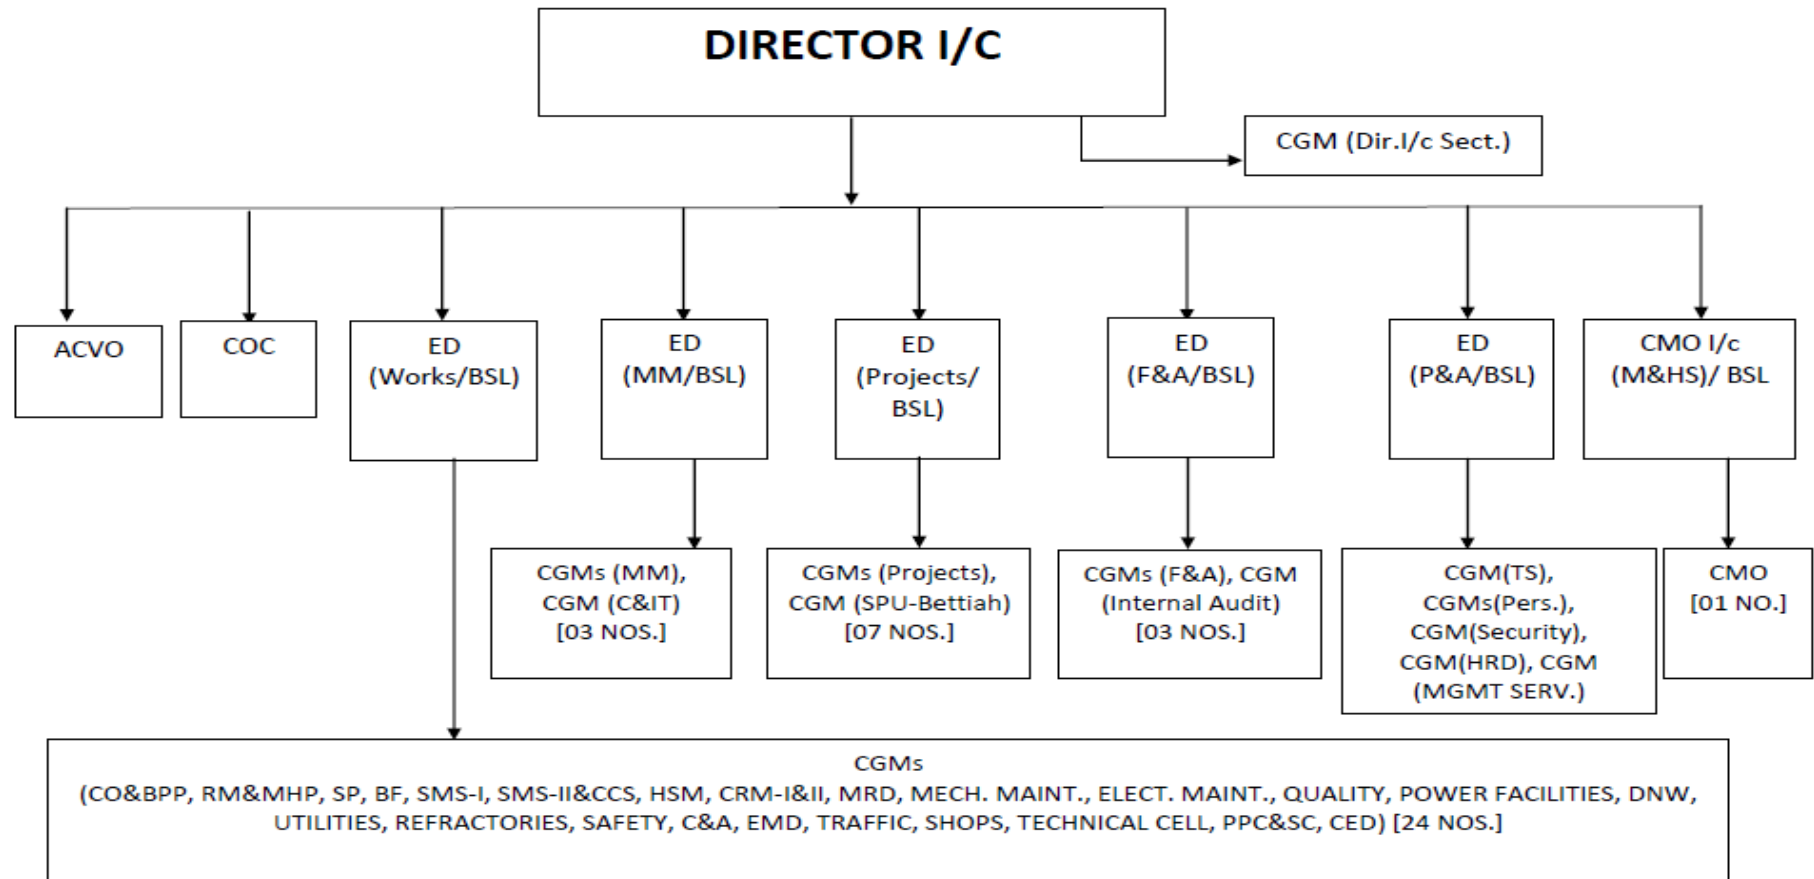 DIRECTOR I/C
CGM (Dir.I/c Sect.)
ACVO
COC
ED
(Works/BSL)
ED
(MM/BSL)
ED
(Projects/
BSL)
ED
(F&A/BSL)
ED
(P&A/BSL)
CMO I/c
(M&HS)/ BSL
CGMs (MM),
CGM (C&IT)
[03 NOS.]
CGMs (Projects),
CGM (SPU-Bettiah)
[07 NOS.]
CGMs (F&A), CGM
(Internal Audit)
[03 NOS.]
CGM(TS),
CGMs(Pers.),
CGM(Security),
CGM(HRD), CGM
(MGMT SERV.)
CMO
[01 NO.]
CGMs
(CO&BPP, RM&MHP, SP, BF, SMS-I, SMS-II&CCS, HSM, CRM-I&II, MRD, MECH. MAINT., ELECT. MAINT., QUALITY, POWER FACILITIES, DNW,
UTILITIES, REFRACTORIES, SAFETY, C&A, EMD, TRAFFIC, SHOPS, TECHNICAL CELL, PPC&SC, CED) [24 NOS.]